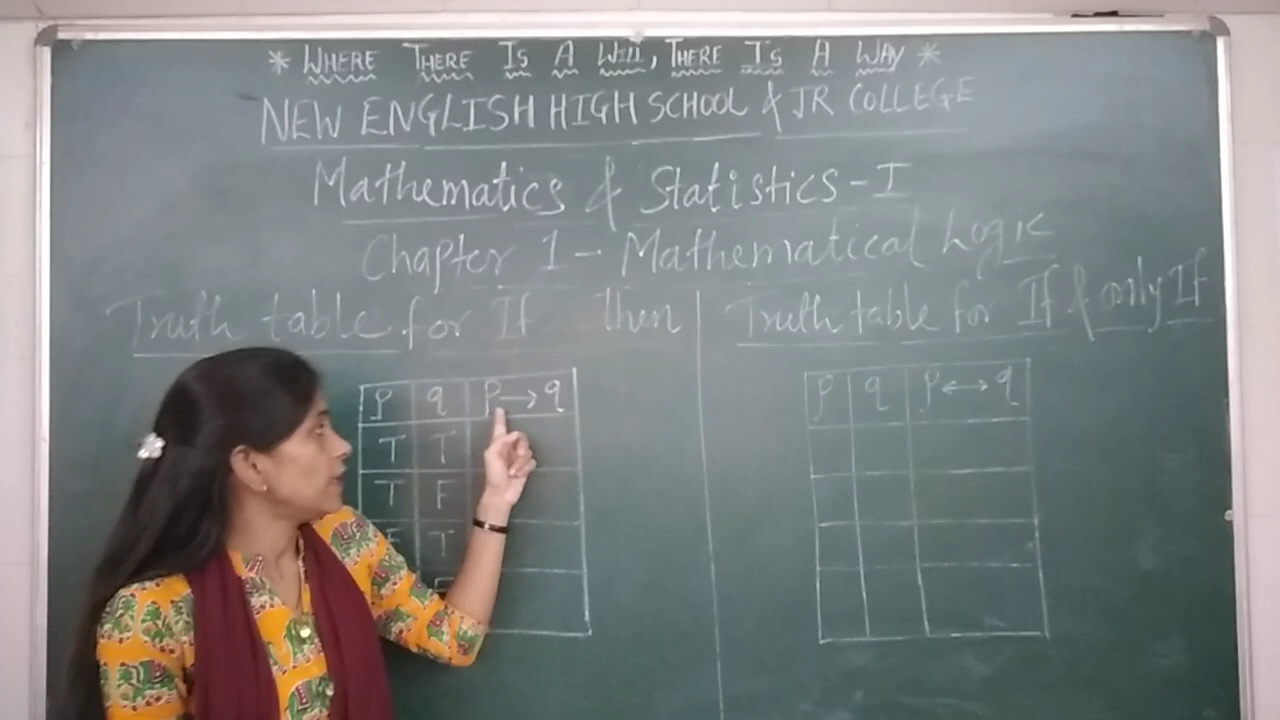 * WHERE THERE IS A WILL, THERE IS A WAY *
NEW ENGLISH HIGH SCHOOL & JR COLLEGE
Mathematics & Statistics - I
Chapter 1 - Mathematical Logic
Truth table for If then
Truth table for If & only If
p q p → q
T T
T F
F T
F
p q p ↔ q